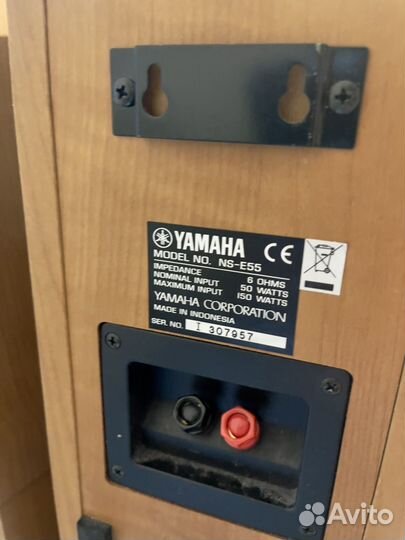 YAMAHA CE
MODEL NO. NS-E55
IMPEDANCE 6 OHMS
NOMINAL INPUT 50 WATTS
MAXIMUM INPUT 150 WATTS
YAMAHA CORPORATION
MADE IN INDONESIA
SER. NO. I 307957
Avito